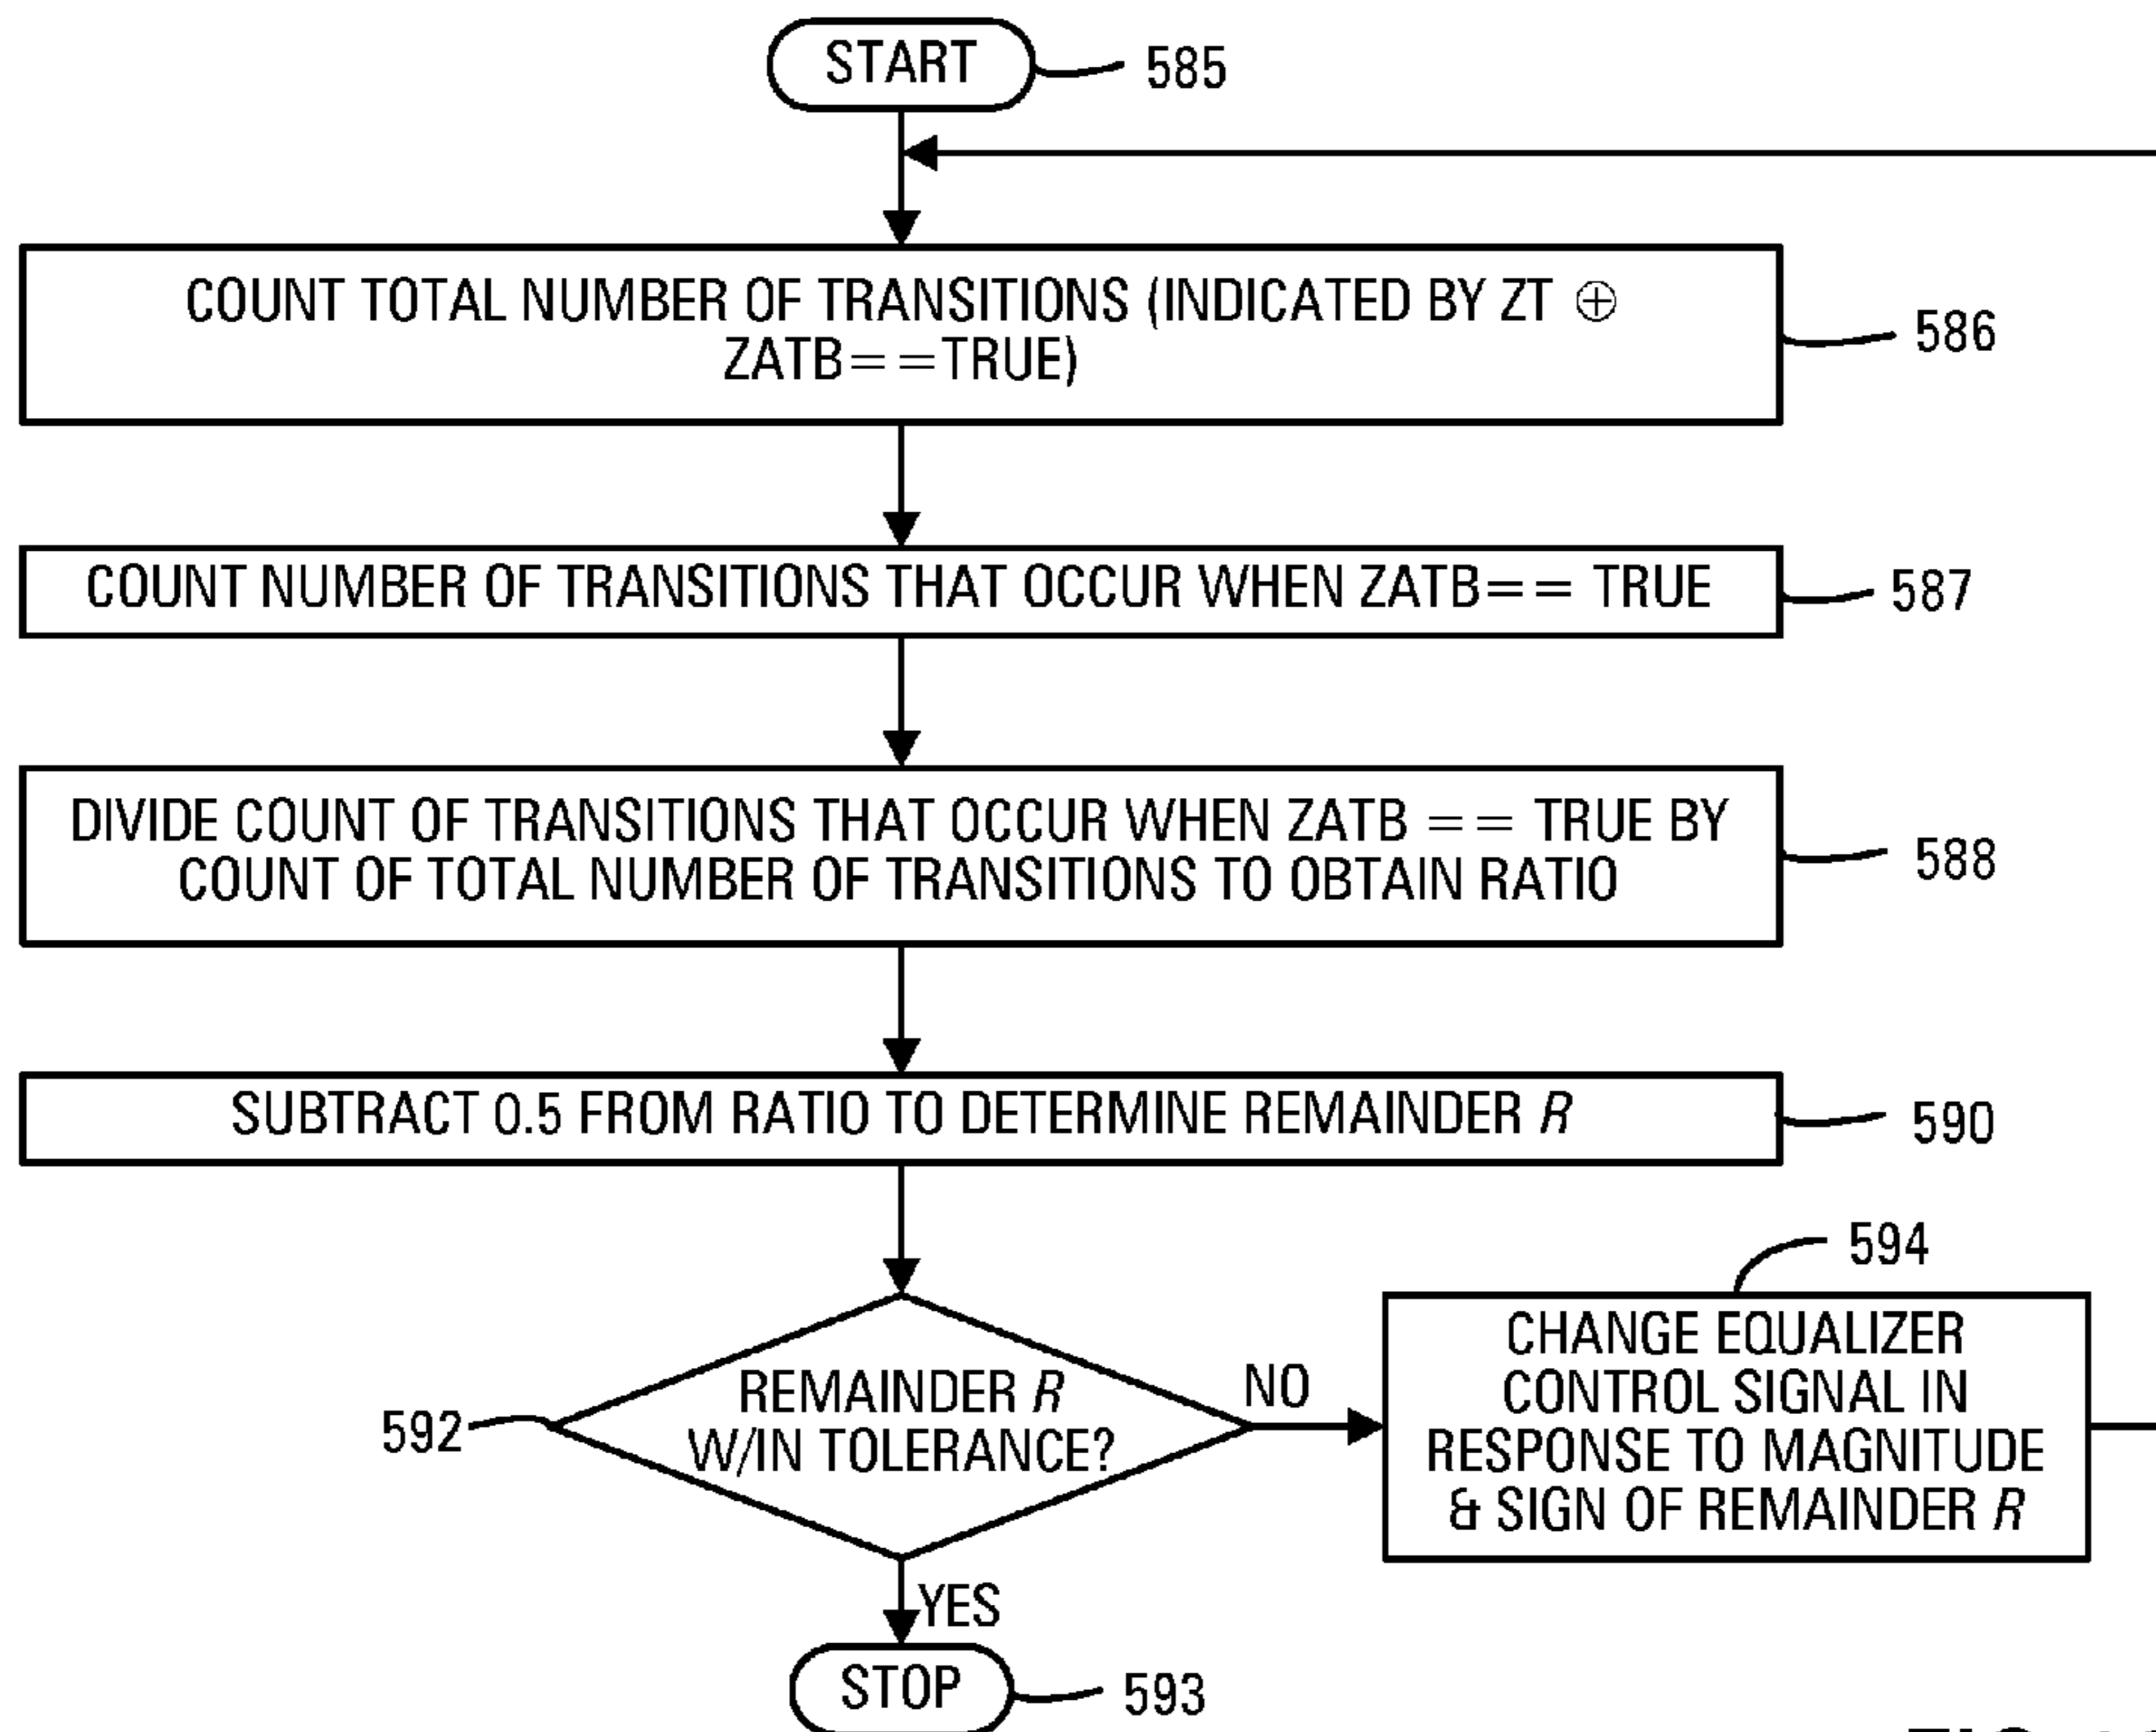 START
585
COUNT TOTAL NUMBER OF TRANSITIONS (INDICATED BY ZT ⊕
ZATB==TRUE)
586
COUNT NUMBER OF TRANSITIONS THAT OCCUR WHEN ZATB== TRUE
587
DIVIDE COUNT OF TRANSITIONS THAT OCCUR WHEN ZATB == TRUE BY
COUNT OF TOTAL NUMBER OF TRANSITIONS TO OBTAIN RATIO
588
SUBTRACT 0.5 FROM RATIO TO DETERMINE REMAINDER R
590
592
REMAINDER R
W/IN TOLERANCE?
NO
594
CHANGE EQUALIZER
CONTROL SIGNAL IN
RESPONSE TO MAGNITUDE
& SIGN OF REMAINDER R
YES
STOP
593